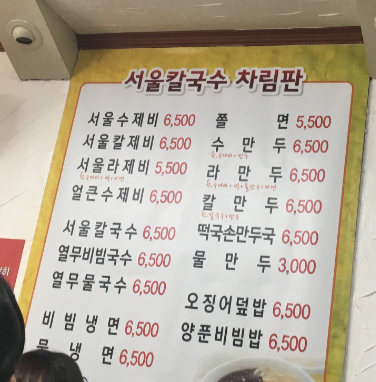 서울칼국수 차림판
서울수제비 6,500
서울칼제비 6,500
서울라제비 5,500
얼큰수제비 6,500
서울칼국수 6,500
열무비빔국수 6,500
열무물국수 6,500
비빔냉면 6,500
물냉면 6,500
쫄면 5,500
수만두 6,500
라만두 6,500
칼만두 6,500
떡국손만두국 6,500
물만두 3,000
오징어덮밥 6,500
양푼비빔밥 6,500